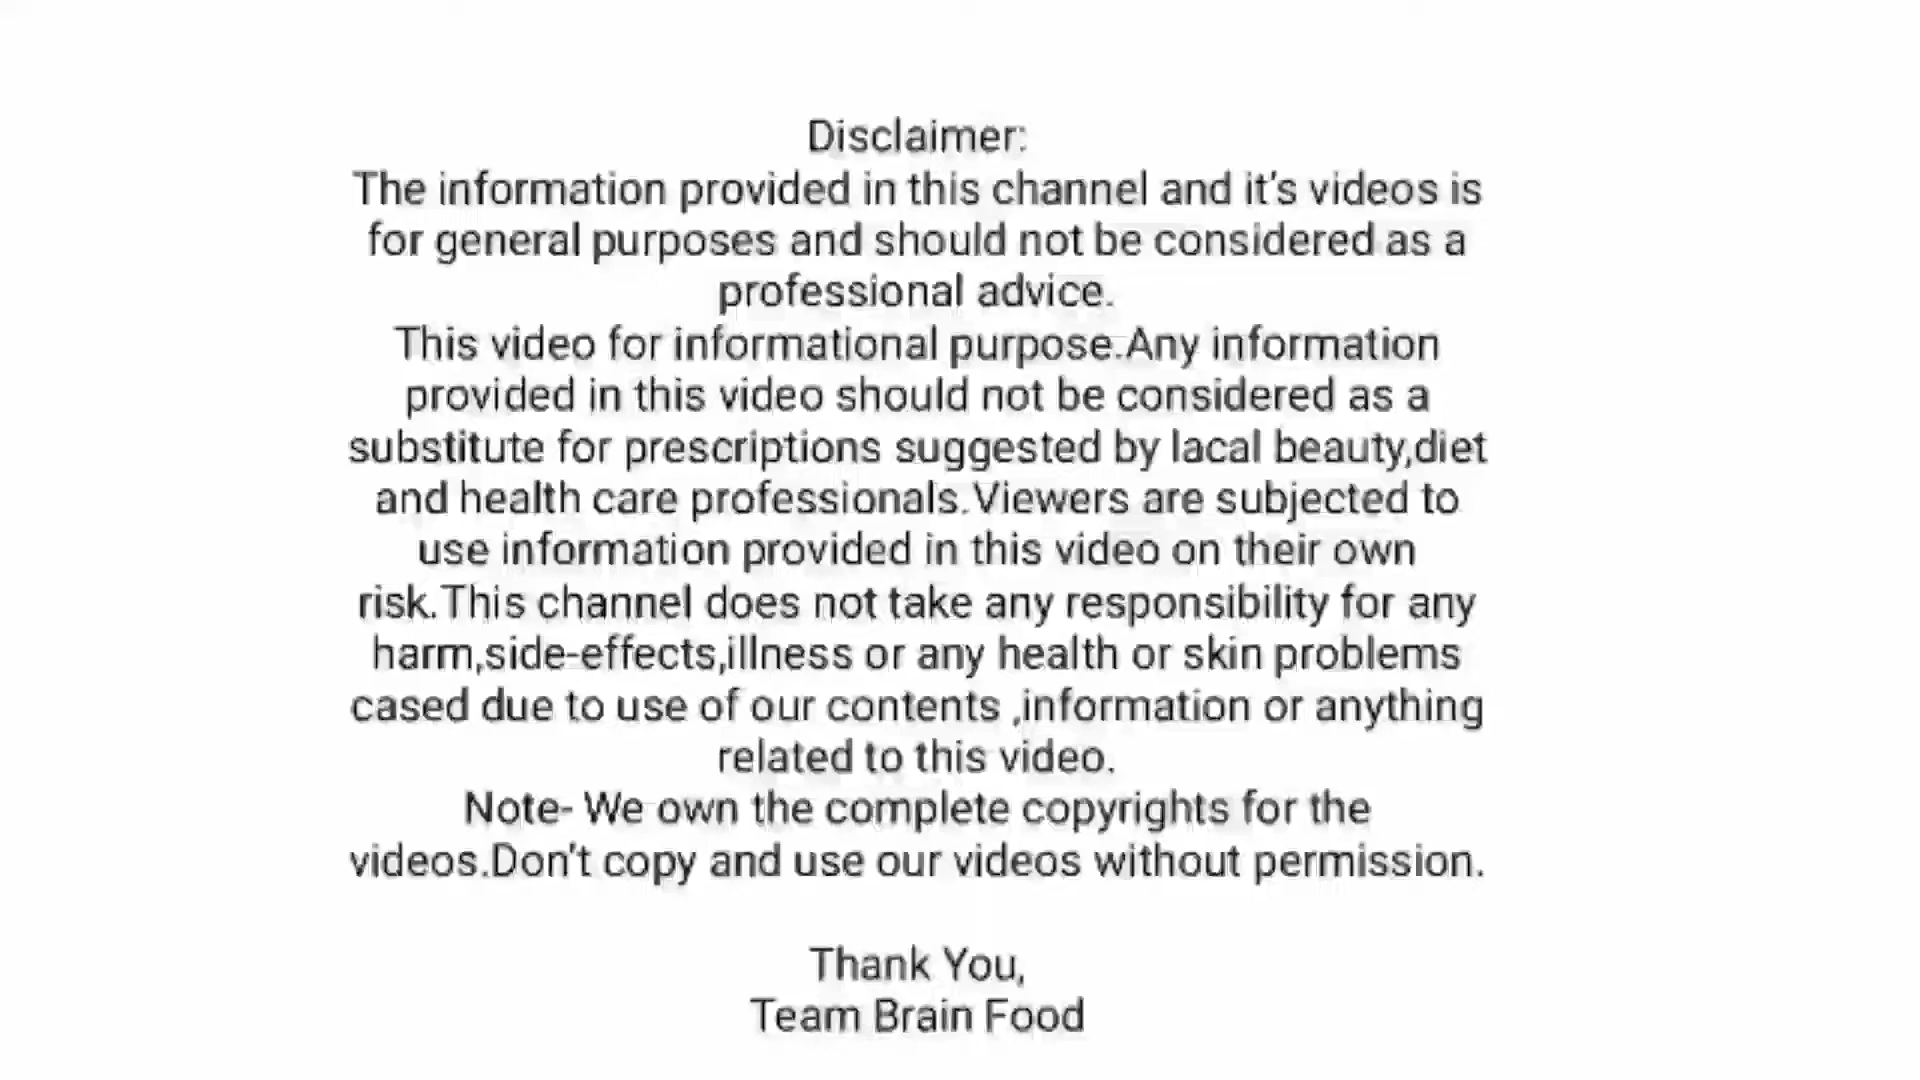 Disclaimer:
The information provided in this channel and it's videos is
for general purposes and should not be considered as a
professional advice.
This video for informational purpose.Any information
provided in this video should not be considered as a
substitute for prescriptions suggested by lacal beauty,diet
and health care professionals.Viewers are subjected to
use information provided in this video on their own
risk.This channel does not take any responsibility for any
harm,side-effects,illness or any health or skin problems
cased due to use of our contents ,information or anything
related to this video.
Note- We own the complete copyrights for the
videos.Don't copy and use our videos without permission.
Thank You,
Team Brain Food